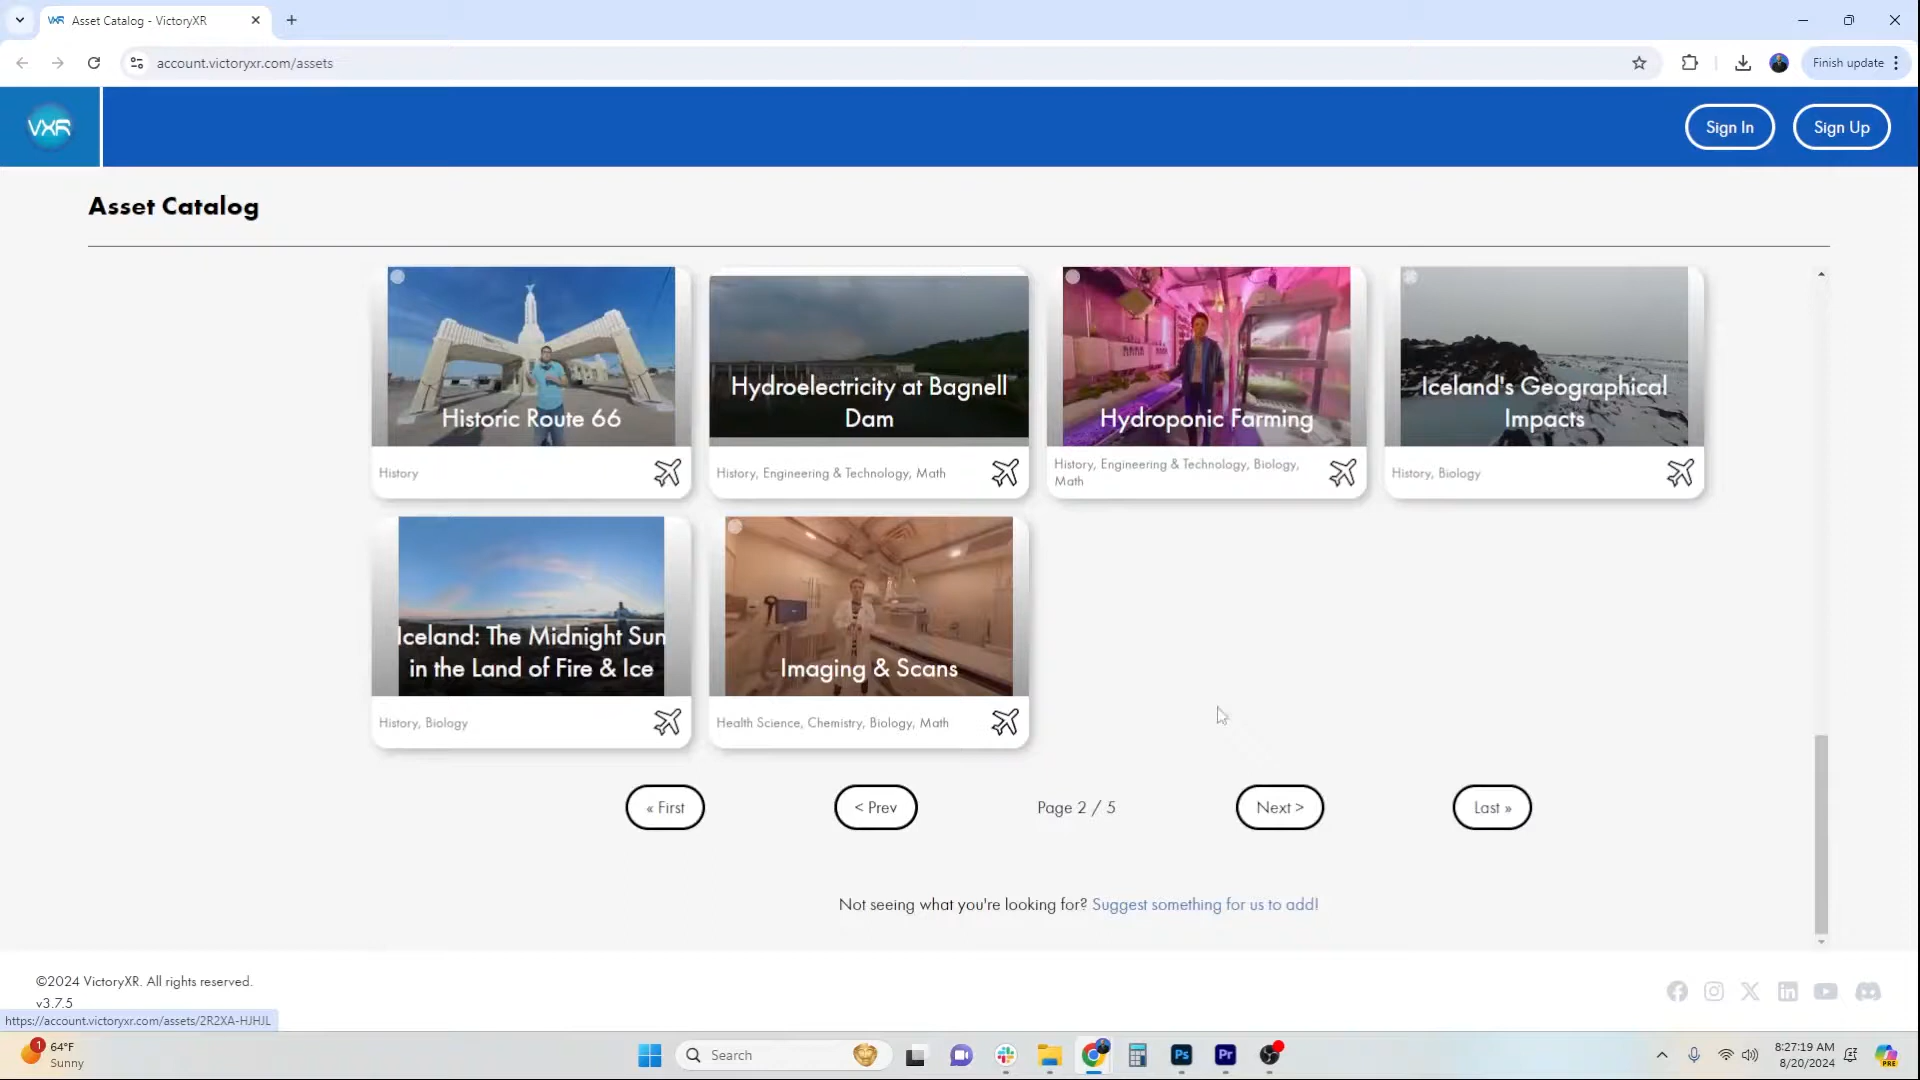 VXR Asset Catalog - VictoryXR
account.victoryxr.com/assets
Finish update
VXR
Sign In
Sign Up
Asset Catalog
Historic Route 66
History
Hydroelectricity at Bagnell
Dam
History, Engineering & Technology, Math
Hydroponic Farming
History, Engineering & Technology, Biology,
Math
Iceland's Geographical
Impacts
History, Biology
Iceland: The Midnight Sun
in the Land of Fire & Ice
History, Biology
Imaging & Scans
Health Science, Chemistry, Biology, Math
« First
< Prev
Page 2 / 5
Next >
Last »
Not seeing what you're looking for? Suggest something for us to add!
©2024 VictoryXR. All rights reserved.
v3.7.5
https://account.victoryxr.com/assets/2R2XA-HJHJL
1
64°F
Sunny
Search
Ps
Pr
8:27:19 AM
8/20/2024
PRE